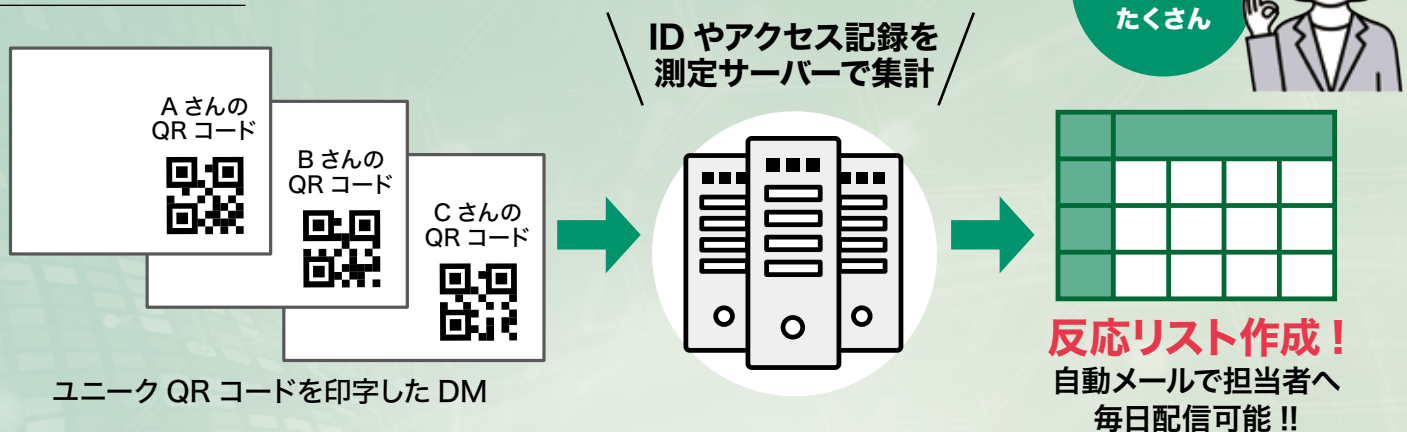 たくさん
ID やアクセス記録を
測定サーバーで集計
A さんの
QR コード
B さんの
QR コード
C さんの
QR コード
ユニーク QR コードを印字した DM
反応リスト作成！
自動メールで担当者へ
毎日配信可能 !!